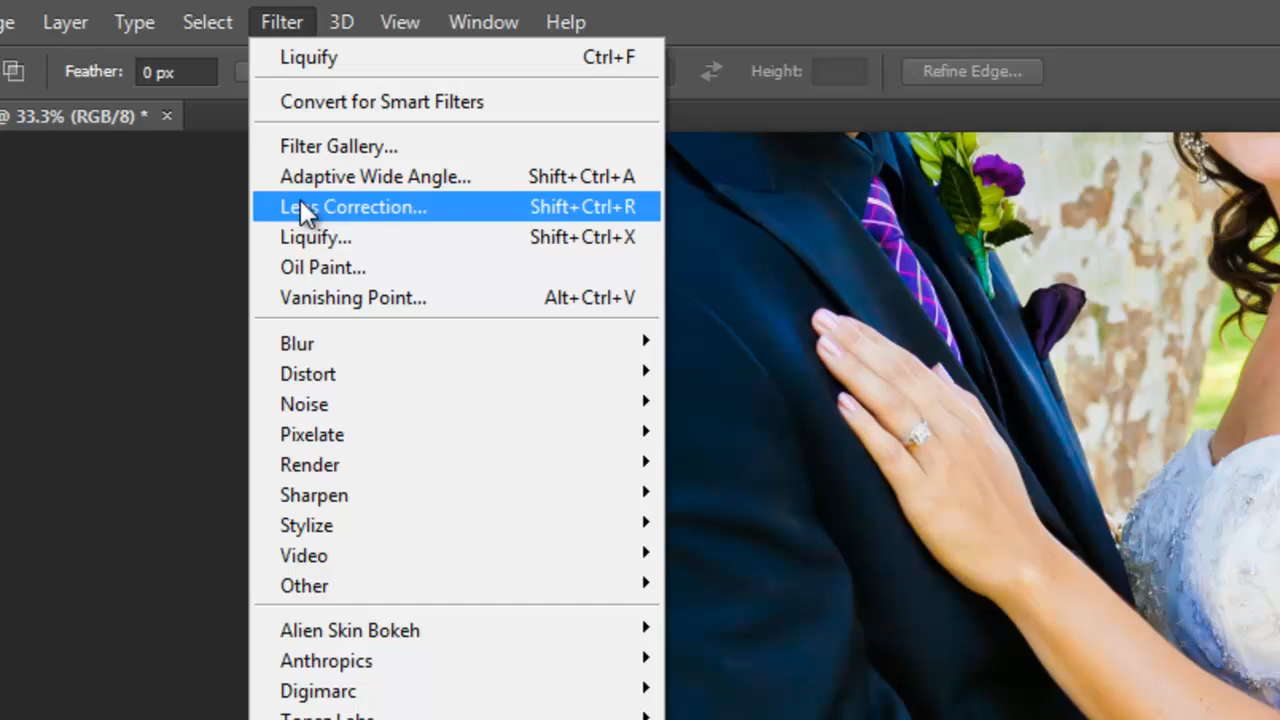 Layer Type Select Filter 3D View Window Help
Feather: 0 px Height: Refine Edge...
@ 33.3% (RGB/8) * ×
Liquify Ctrl+F
Convert for Smart Filters
Filter Gallery...
Adaptive Wide Angle... Shift+Ctrl+A
Lens Correction... Shift+Ctrl+R
Liquify... Shift+Ctrl+X
Oil Paint...
Vanishing Point... Alt+Ctrl+V
Blur
Distort
Noise
Pixelate
Render
Sharpen
Stylize
Video
Other
Alien Skin Bokeh
Anthropics
Digimarc